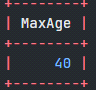 +--------+
| MaxAge |
+--------+
|     40 |
+--------+